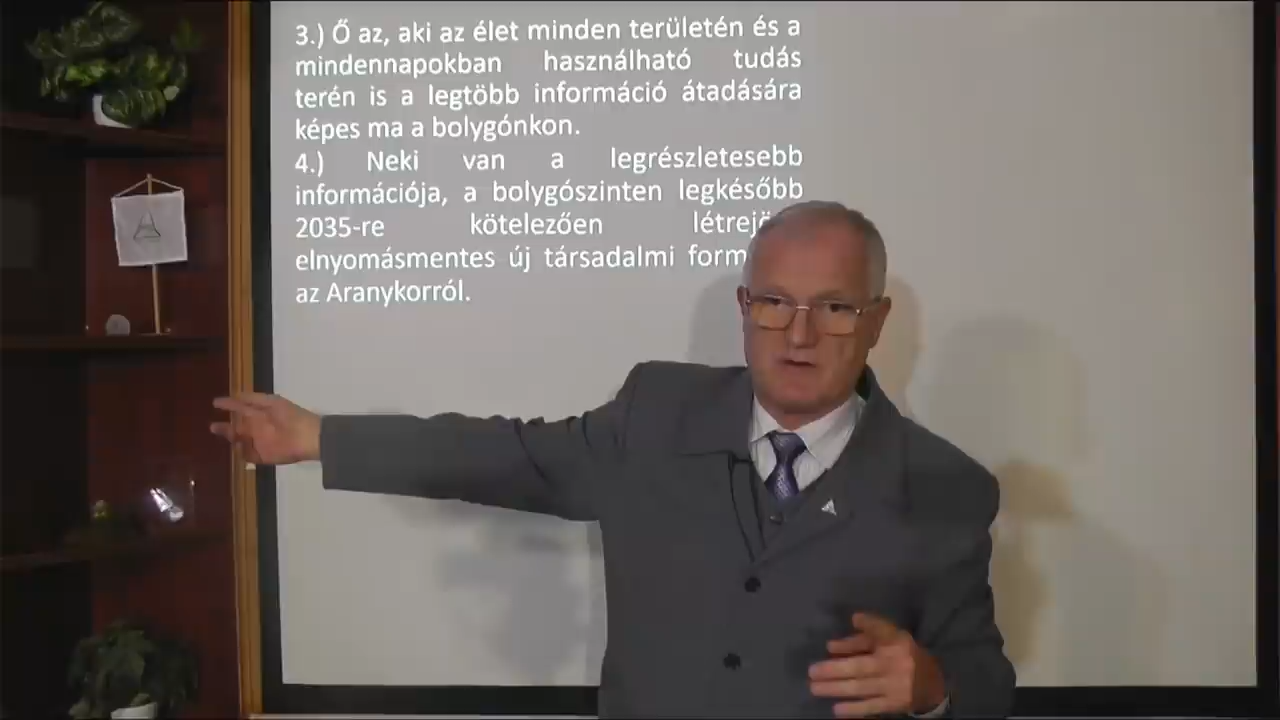 3.) Ő az, aki az élet minden területén és a
mindennapokban használható tudás
terén is a legtöbb információ átadására
képes ma a bolygónkon.
4.) Neki van a legrészletesebb
információja, a bolygószinten legkésőbb
2035-re kötelezően
elnyomásmentes új társadalmi
az Aranykorról.